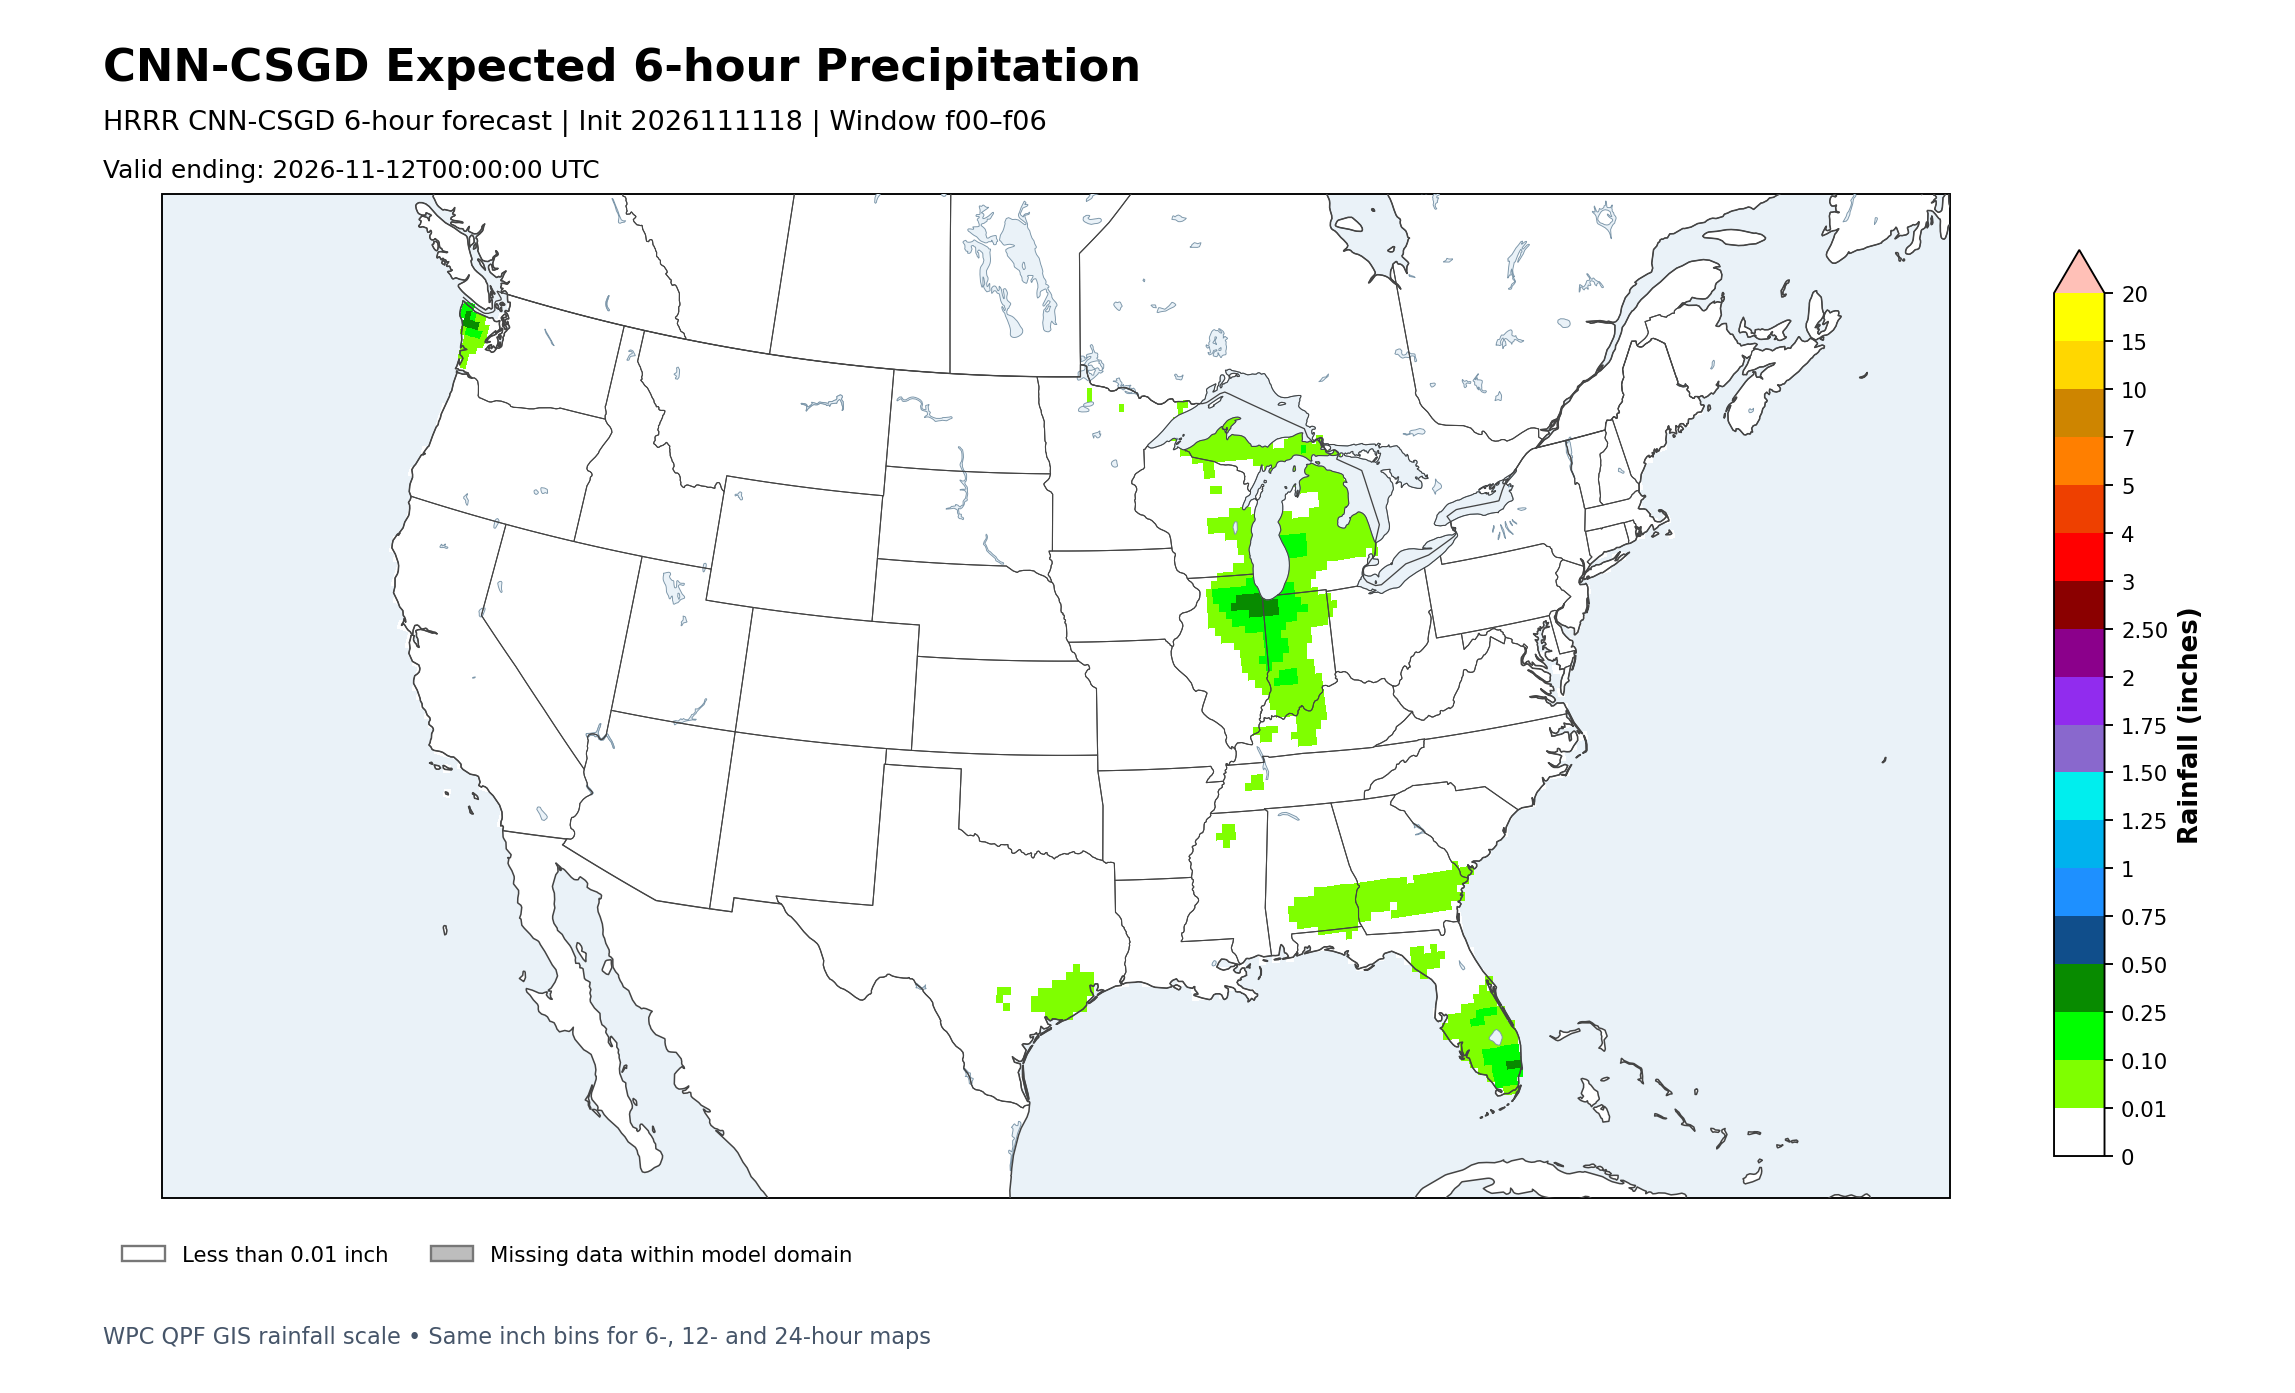 CNN-CSGD Expected 6-hour Precipitation
HRRR CNN-CSGD 6-hour forecast | Init 2026111118 | Window f00–f06
Valid ending: 2026-11-12T00:00:00 UTC
20
15
10
7
5
4
3
2.50
2
1.75
1.50
1.25
1
0.75
0.50
0.25
0.10
0.01
0
Rainfall (inches)
Less than 0.01 inch
Missing data within model domain
WPC QPF GIS rainfall scale • Same inch bins for 6-, 12- and 24-hour maps